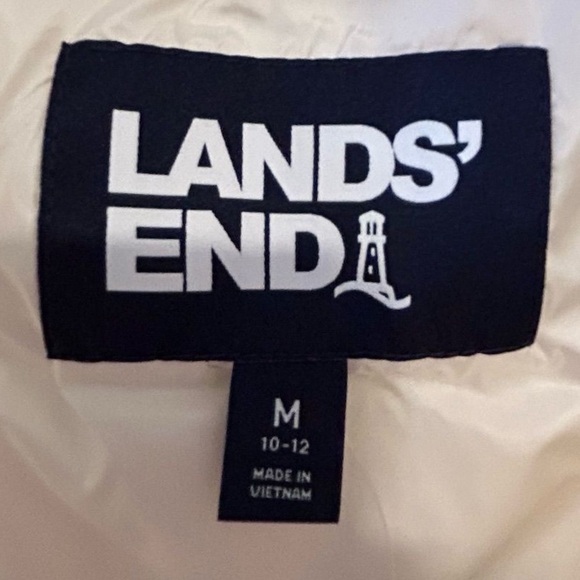 LANDS'
END
M
10-12
MADE IN
VIETNAM